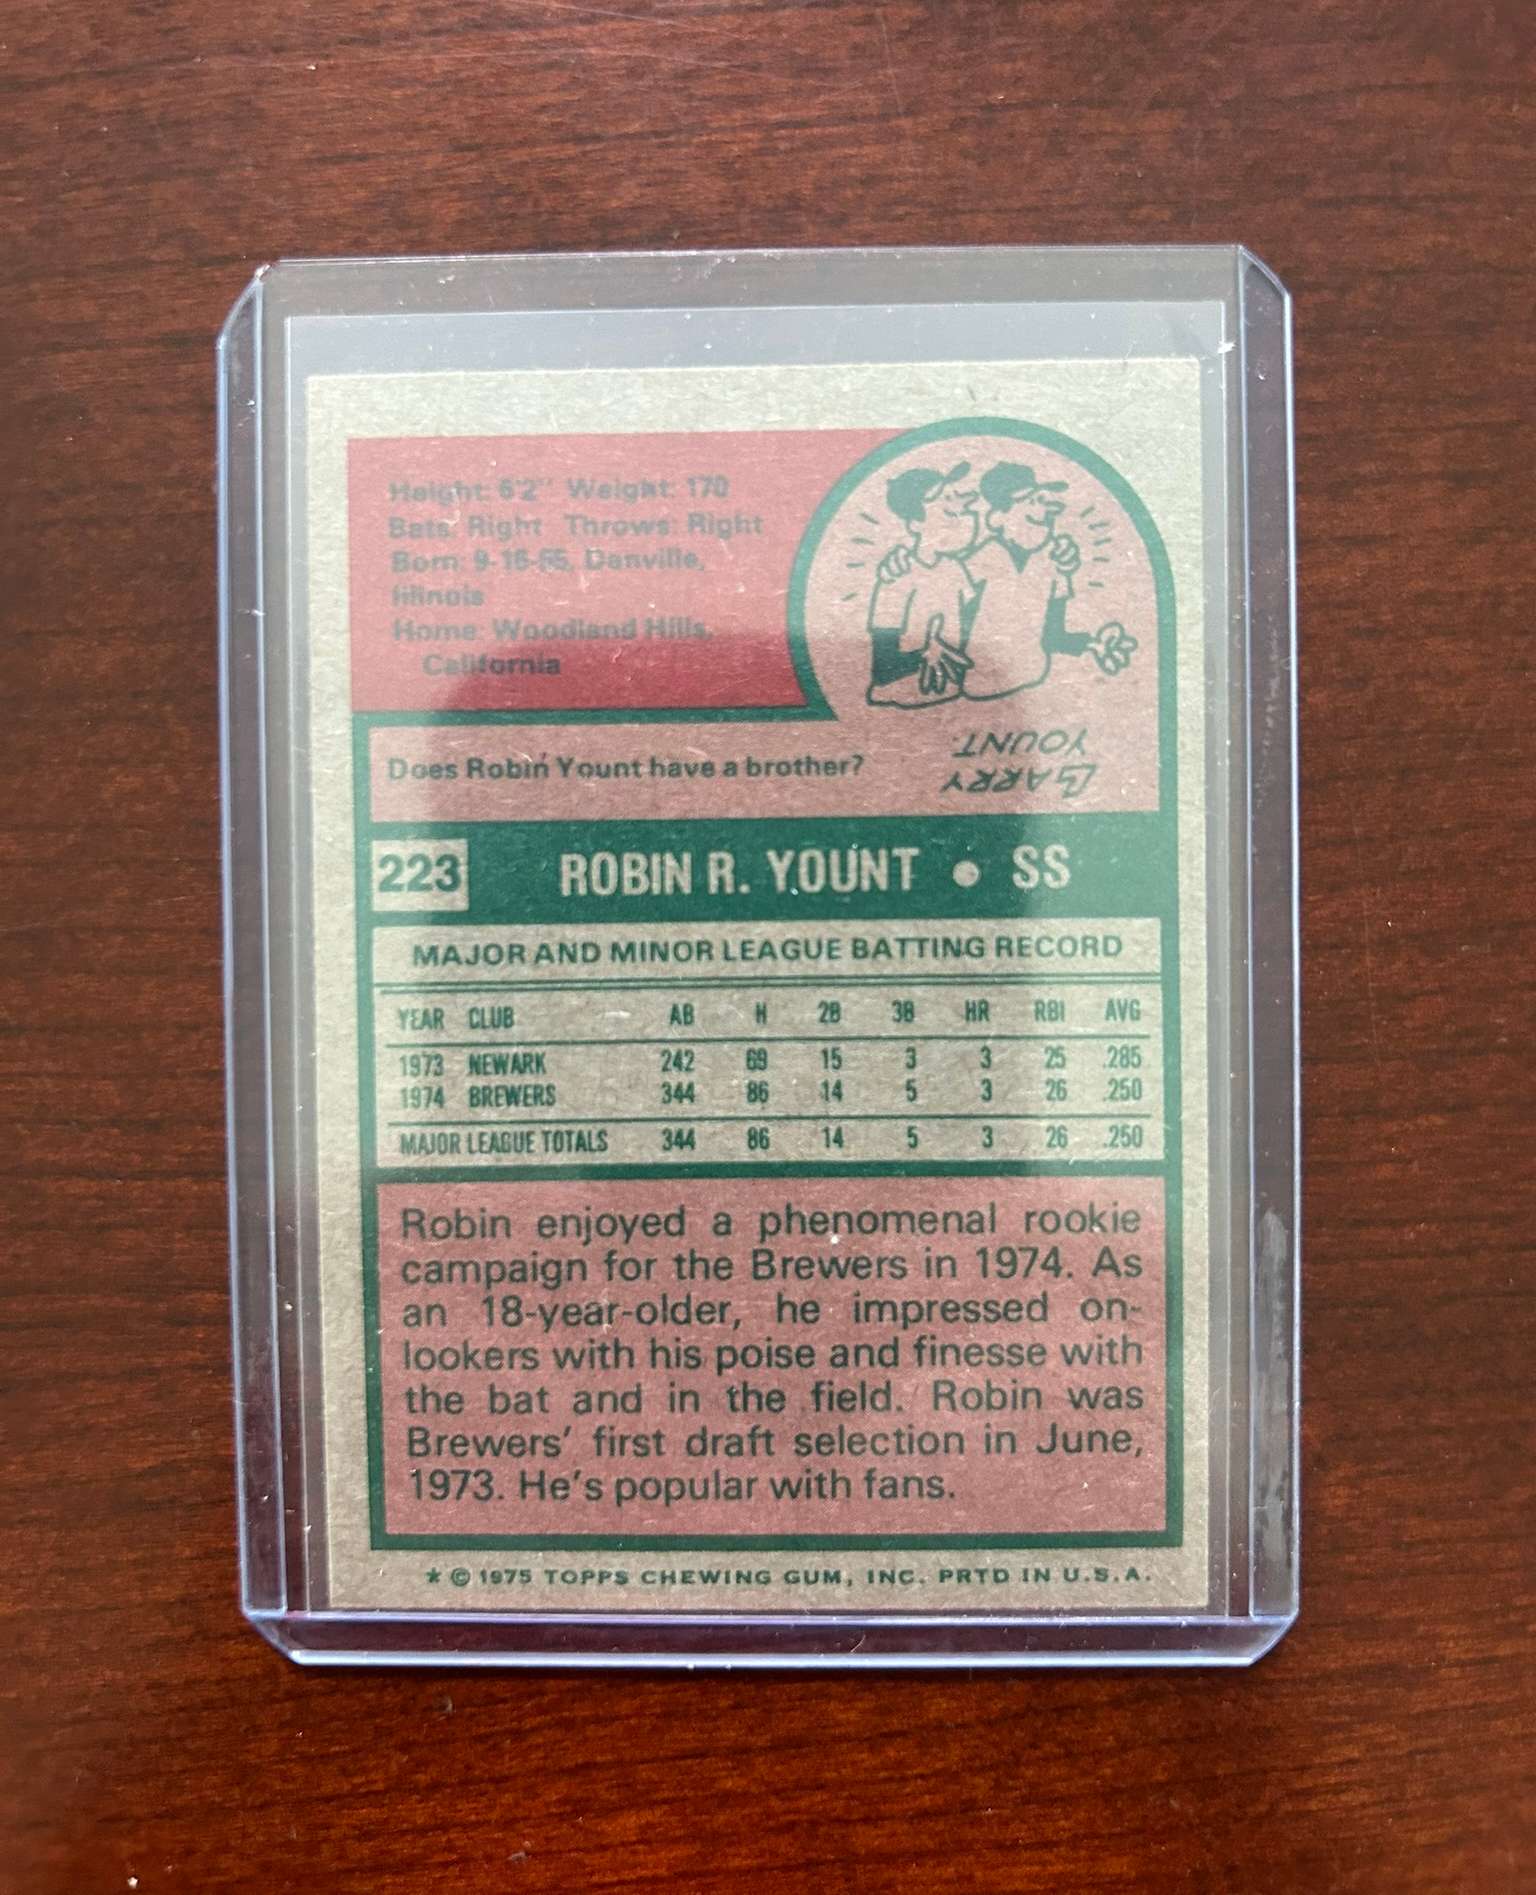 Height: 6'2" Weight: 170
Bats: Right Throws: Right
Born: 9-16-55, Danville,
Illinois
Home: Woodland Hills,
California
Does Robin Yount have a brother?
LARRY
YOUNT.
223 ROBIN R. YOUNT • SS
MAJOR AND MINOR LEAGUE BATTING RECORD
YEAR CLUB AB H 2B 3B HR RBI AVG
1973 NEWARK 242 69 15 3 3 25 .285
1974 BREWERS 344 86 14 5 3 26 .250
MAJOR LEAGUE TOTALS 344 86 14 5 3 26 .250
Robin enjoyed a phenomenal rookie
campaign for the Brewers in 1974. As
an 18-year-older, he impressed on-
lookers with his poise and finesse with
the bat and in the field. Robin was
Brewers' first draft selection in June,
1973. He's popular with fans.
* © 1975 TOPPS CHEWING GUM, INC. PRTD IN U.S.A.